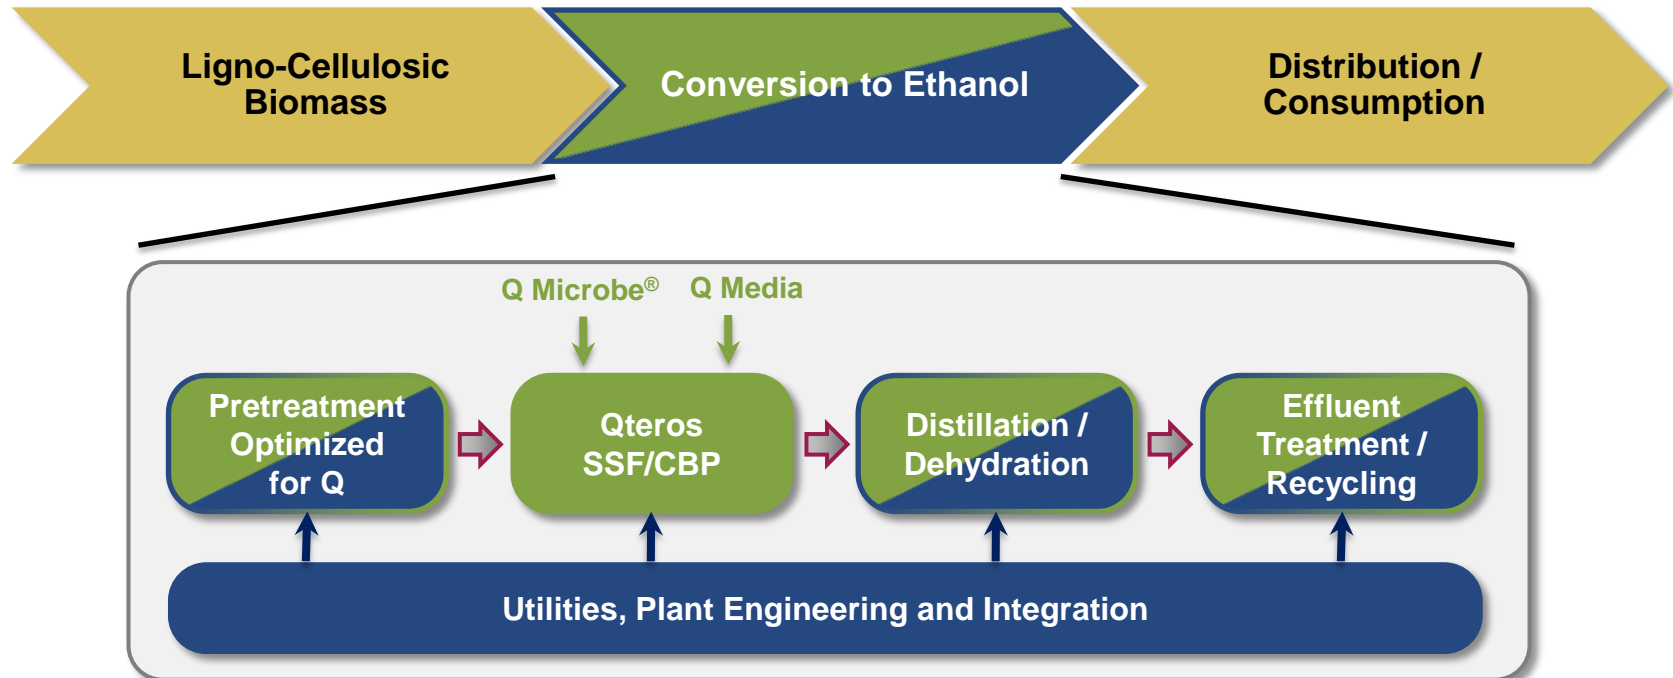 Ligno-Cellulosic
Biomass
Conversion to Ethanol
Distribution /
Consumption
Q Microbe®
Q Media
Pretreatment
Optimized
for Q
Qteros
SSF/CBP
Distillation /
Dehydration
Effluent
Treatment /
Recycling
Utilities, Plant Engineering and Integration